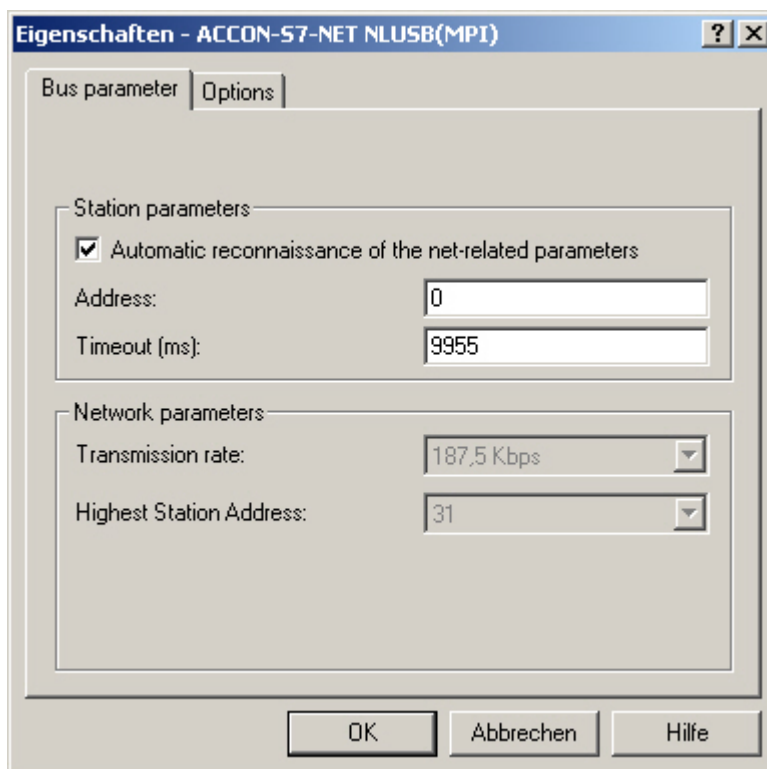 Eigenschaften - ACCON-S7-NET NLUSB(MPI)
Bus parameter
Options
Station parameters
Automatic reconnaissance of the net-related parameters
Address: 0
Timeout (ms): 9955
Network parameters
Transmission rate: 187,5 Kbps
Highest Station Address: 31
OK Abbrechen Hilfe